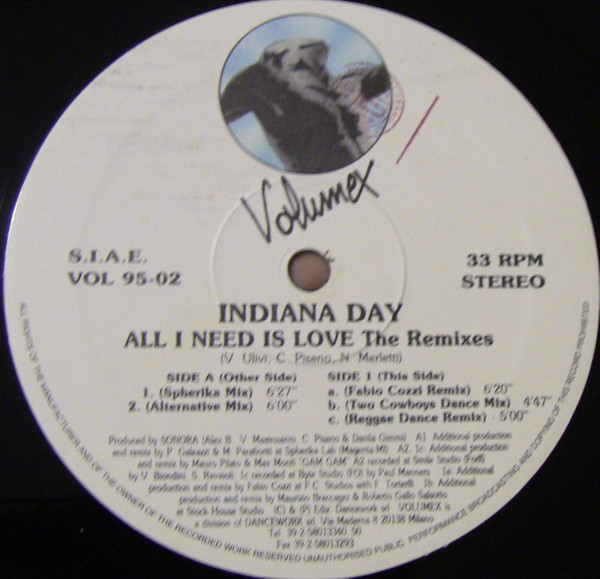 Volumex
S.I.A.E.
VOL 95-02
33 RPM
STEREO
INDIANA DAY
ALL I NEED IS LOVE The Remixes
(V. Ulivi, C. Pisano, N. Merletti)
SIDE A (Other Side)
1. (Spherika Mix) 6'27"
2. (Alternative Mix) 6'00"
SIDE 1 (This Side)
a. (Fabio Cozzi Remix) 6'20"
b. (Two Cowboys Dance Mix) 4'47"
c. (Reggae Dance Remix) - 5'00"
Produced by SONORA (Alex B. V. Mastroianni, C. Pisano & Danila Grenni) A1 Additional production
and remix by P. Galeazzi & M. Paraboni at Spherika Lab (Magenta-MI) A2. 1c Additional production
and remix by Mauro Pilato & Max Monti "GAM GAM" A2 recorded at Smile Studio (Forlì)
by V. Biondini, S. Ravaioli. 1c recorded at Byte Studio (FO) by Paul Manners 1a Additional
production and remix by Fabio Cozzi at F.C. Studios with F. Tortelli 1b Additional
production and remix by Maurizio Braccagni & Roberto Gallo Salsotto
at Stock House Studio (C) & (P) Ediz. Dancework srl VOLUMEX is
a division of DANCEWORK srl. Via Maderna 8 20138 Milano
Tel 39-2-58013340 50
Fax 39-2-58013293
ALL RIGHTS OF THE MANUFACTURER AND OF THE OWNER OF THE RECORDED WORK RESERVED UNAUTHORISED PUBLIC PERFORMANCE BROADCASTING AND COPYING OF THIS RECORD PROHIBITED